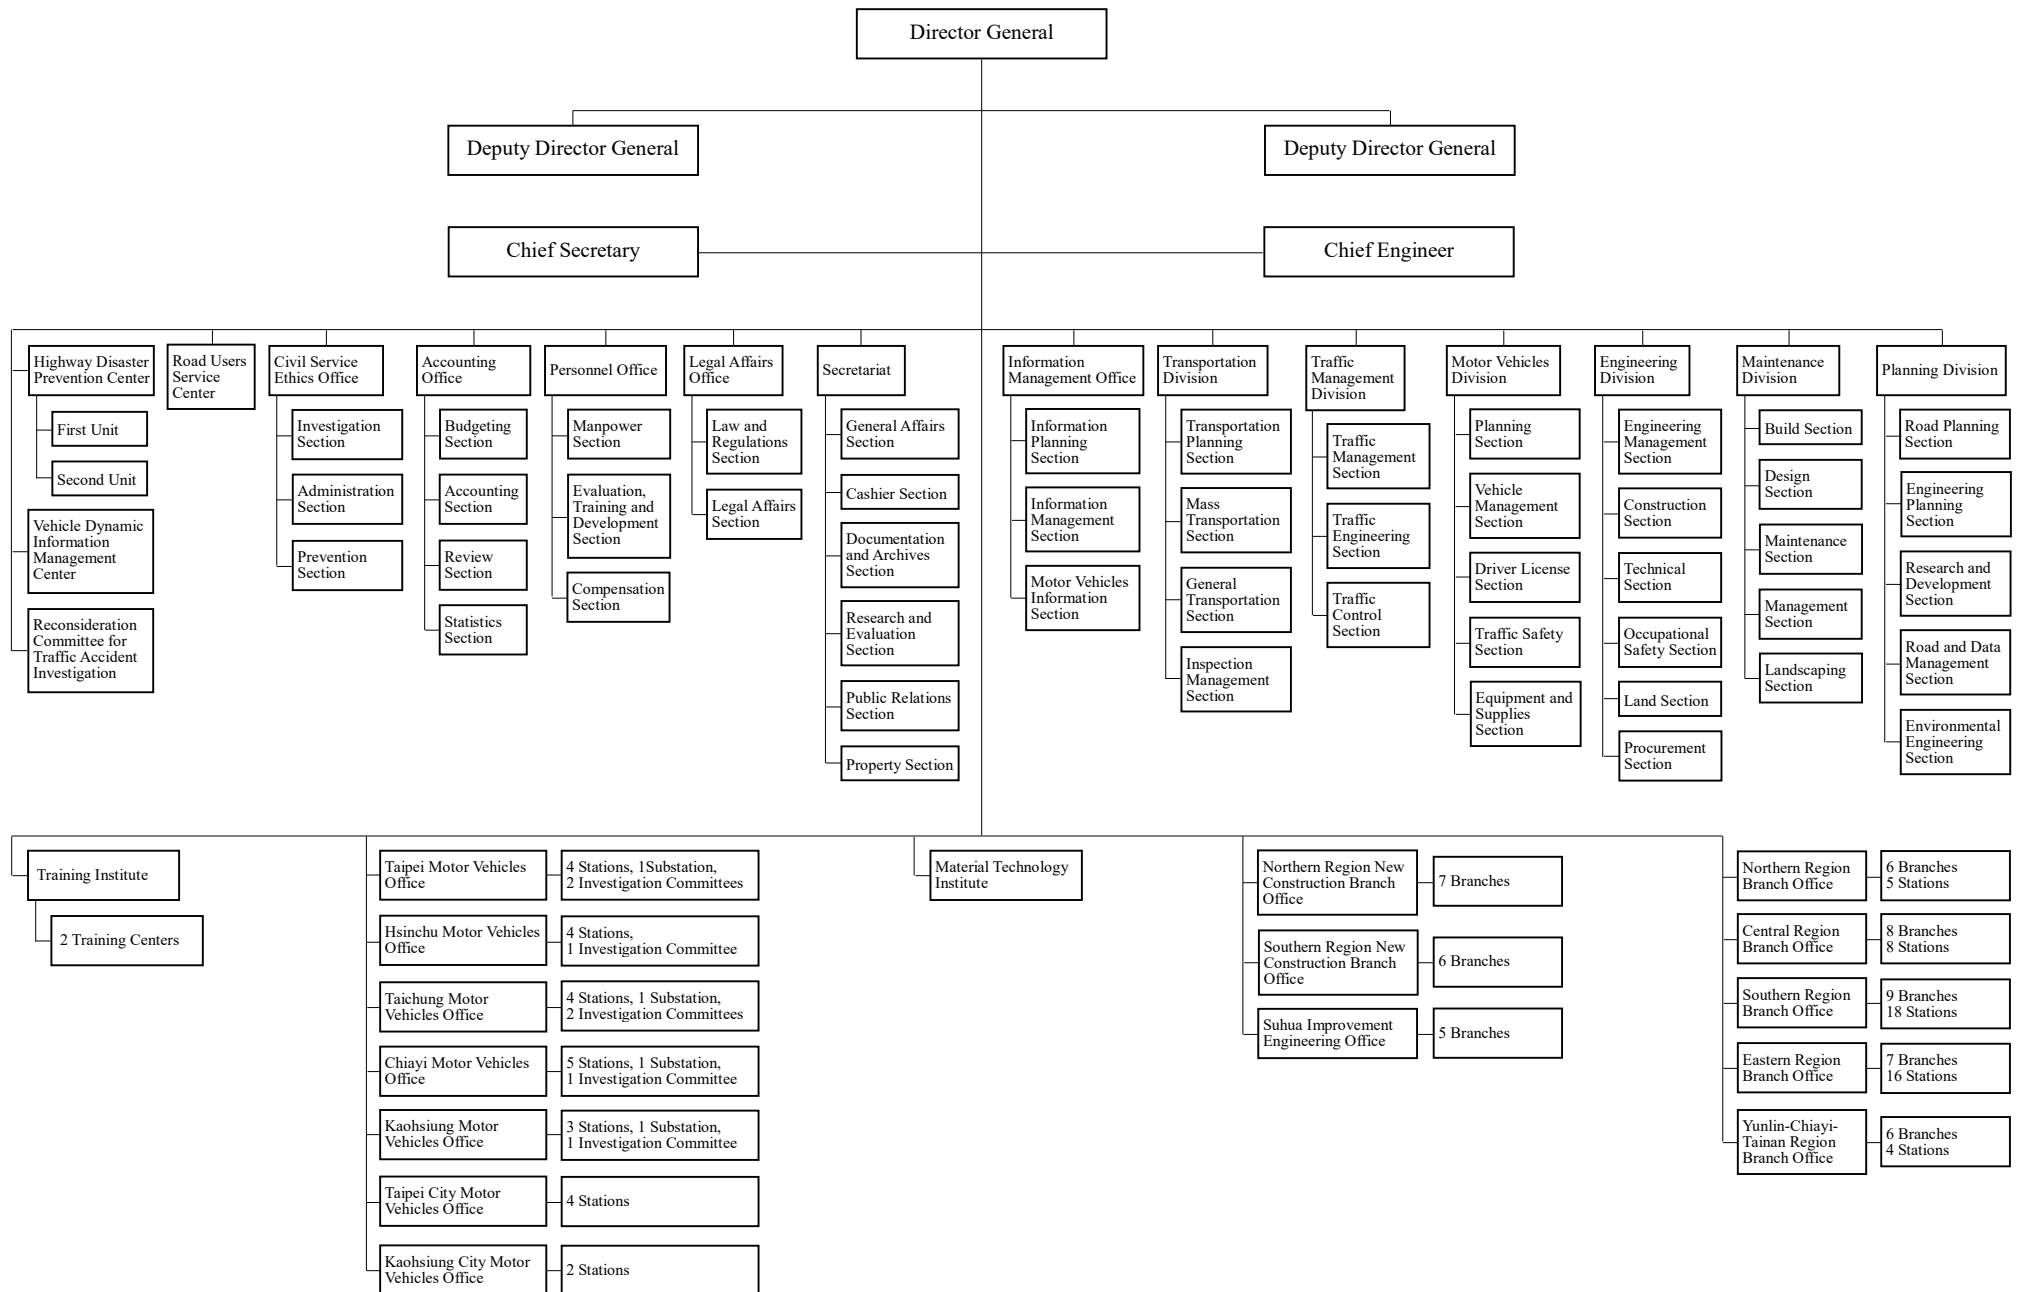 Director General
Deputy Director General
Deputy Director General
Chief Secretary
Chief Engineer
Highway Disaster
Prevention Center
First Unit
Second Unit
Vehicle Dynamic
Information
Management
Center
Reconsideration
Committee for
Traffic Accident
Investigation
Road Users
Service
Center
Civil Service
Ethics Office
Investigation
Section
Administration
Section
Prevention
Section
Accounting
Office
Budgeting
Section
Accounting
Section
Review
Section
Statistics
Section
Personnel Office
Manpower
Section
Evaluation,
Training and
Development
Section
Compensation
Section
Legal Affairs
Office
Law and
Regulations
Section
Legal Affairs
Section
Secretariat
General Affairs
Section
Cashier Section
Documentation
and Archives
Section
Research and
Evaluation
Section
Public Relations
Section
Property Section
Information
Management Office
Information
Planning
Section
Information
Management
Section
Motor Vehicles
Information
Section
Transportation
Division
Transportation
Planning
Section
Mass
Transportation
Section
General
Transportation
Section
Inspection
Management
Section
Traffic
Management
Division
Traffic
Management
Section
Traffic
Engineering
Section
Traffic
Control
Section
Motor Vehicles
Division
Planning
Section
Vehicle
Management
Section
Driver License
Section
Traffic Safety
Section
Equipment and
Supplies
Section
Engineering
Division
Engineering
Management
Section
Construction
Section
Technical
Section
Occupational
Safety Section
Land Section
Procurement
Section
Maintenance
Division
Build Section
Design
Section
Maintenance
Section
Management
Section
Landscaping
Section
Planning Division
Road Planning
Section
Engineering
Planning
Section
Research and
Development
Section
Road and Data
Management
Section
Environmental
Engineering
Section
Training Institute
2 Training Centers
Taipei Motor Vehicles
Office
4 Stations, 1Substation,
2 Investigation Committees
Hsinchu Motor Vehicles
Office
4 Stations,
1 Investigation Committee
Taichung Motor
Vehicles Office
4 Stations, 1 Substation,
2 Investigation Committees
Chiayi Motor Vehicles
Office
5 Stations, 1 Substation,
1 Investigation Committee
Kaohsiung Motor
Vehicles Office
3 Stations, 1 Substation,
1 Investigation Committee
Taipei City Motor
Vehicles Office
4 Stations
Kaohsiung City Motor
Vehicles Office
2 Stations
Material Technology
Institute
Northern Region New
Construction Branch
Office
7 Branches
Southern Region New
Construction Branch
Office
6 Branches
Suhua Improvement
Engineering Office
5 Branches
Northern Region
Branch Office
6 Branches
5 Stations
Central Region
Branch Office
8 Branches
8 Stations
Southern Region
Branch Office
9 Branches
18 Stations
Eastern Region
Branch Office
7 Branches
16 Stations
Yunlin-Chiayi-
Tainan Region
Branch Office
6 Branches
4 Stations